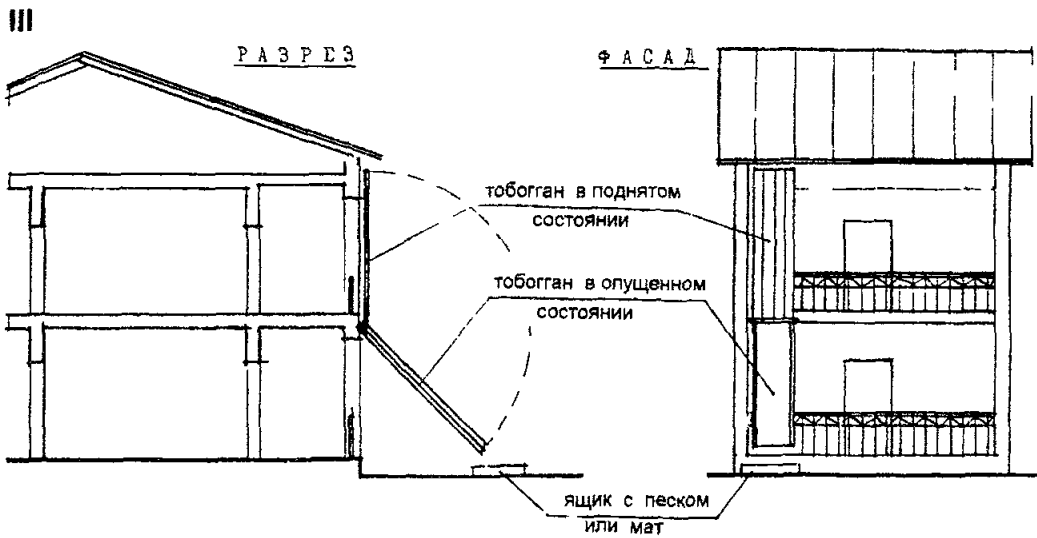 III
РАЗРЕЗ
ФАСАД
тобогган в поднятом
состоянии
тобогган в опущенном
состоянии
ящик с песком
или мат